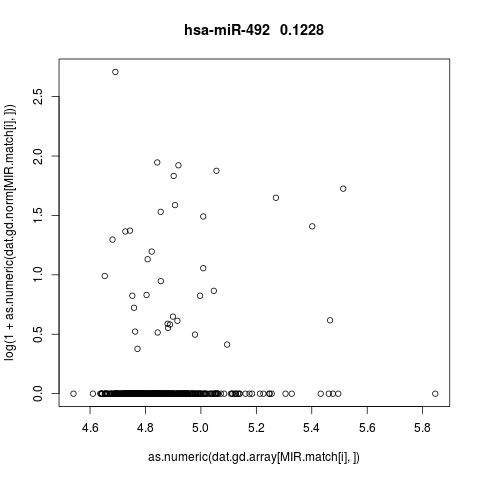 hsa-miR-492 0.1228
log(1 + as.numeric(dat.gd.norm[MIR.match[i], ]))
2.5
2.0
1.5
1.0
0.5
0.0
4.6 4.8 5.0 5.2 5.4 5.6 5.8
as.numeric(dat.gd.array[MIR.match[i], ])